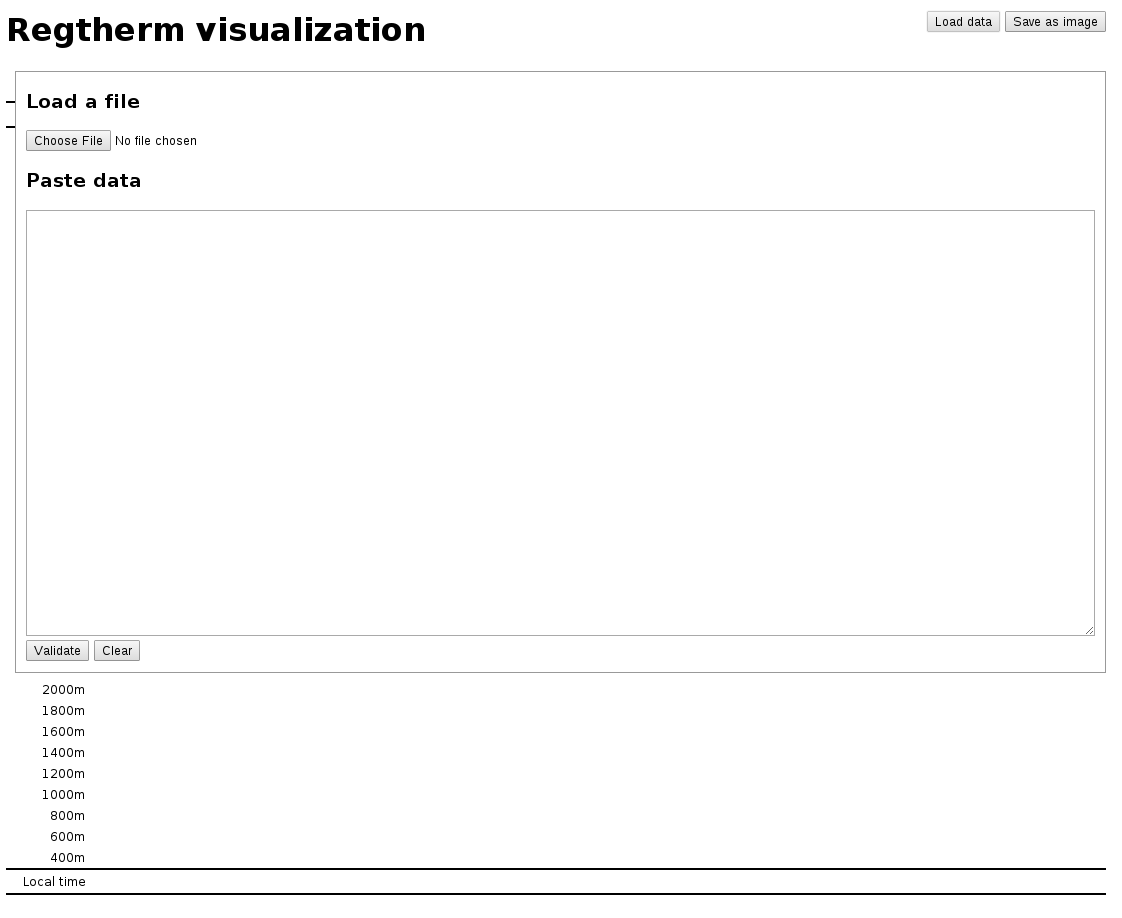 Regtherm visualization
Load data Save as image
Load a file
Choose File No file chosen
Paste data
Validate Clear
2000m
1800m
1600m
1400m
1200m
1000m
800m
600m
400m
Local time